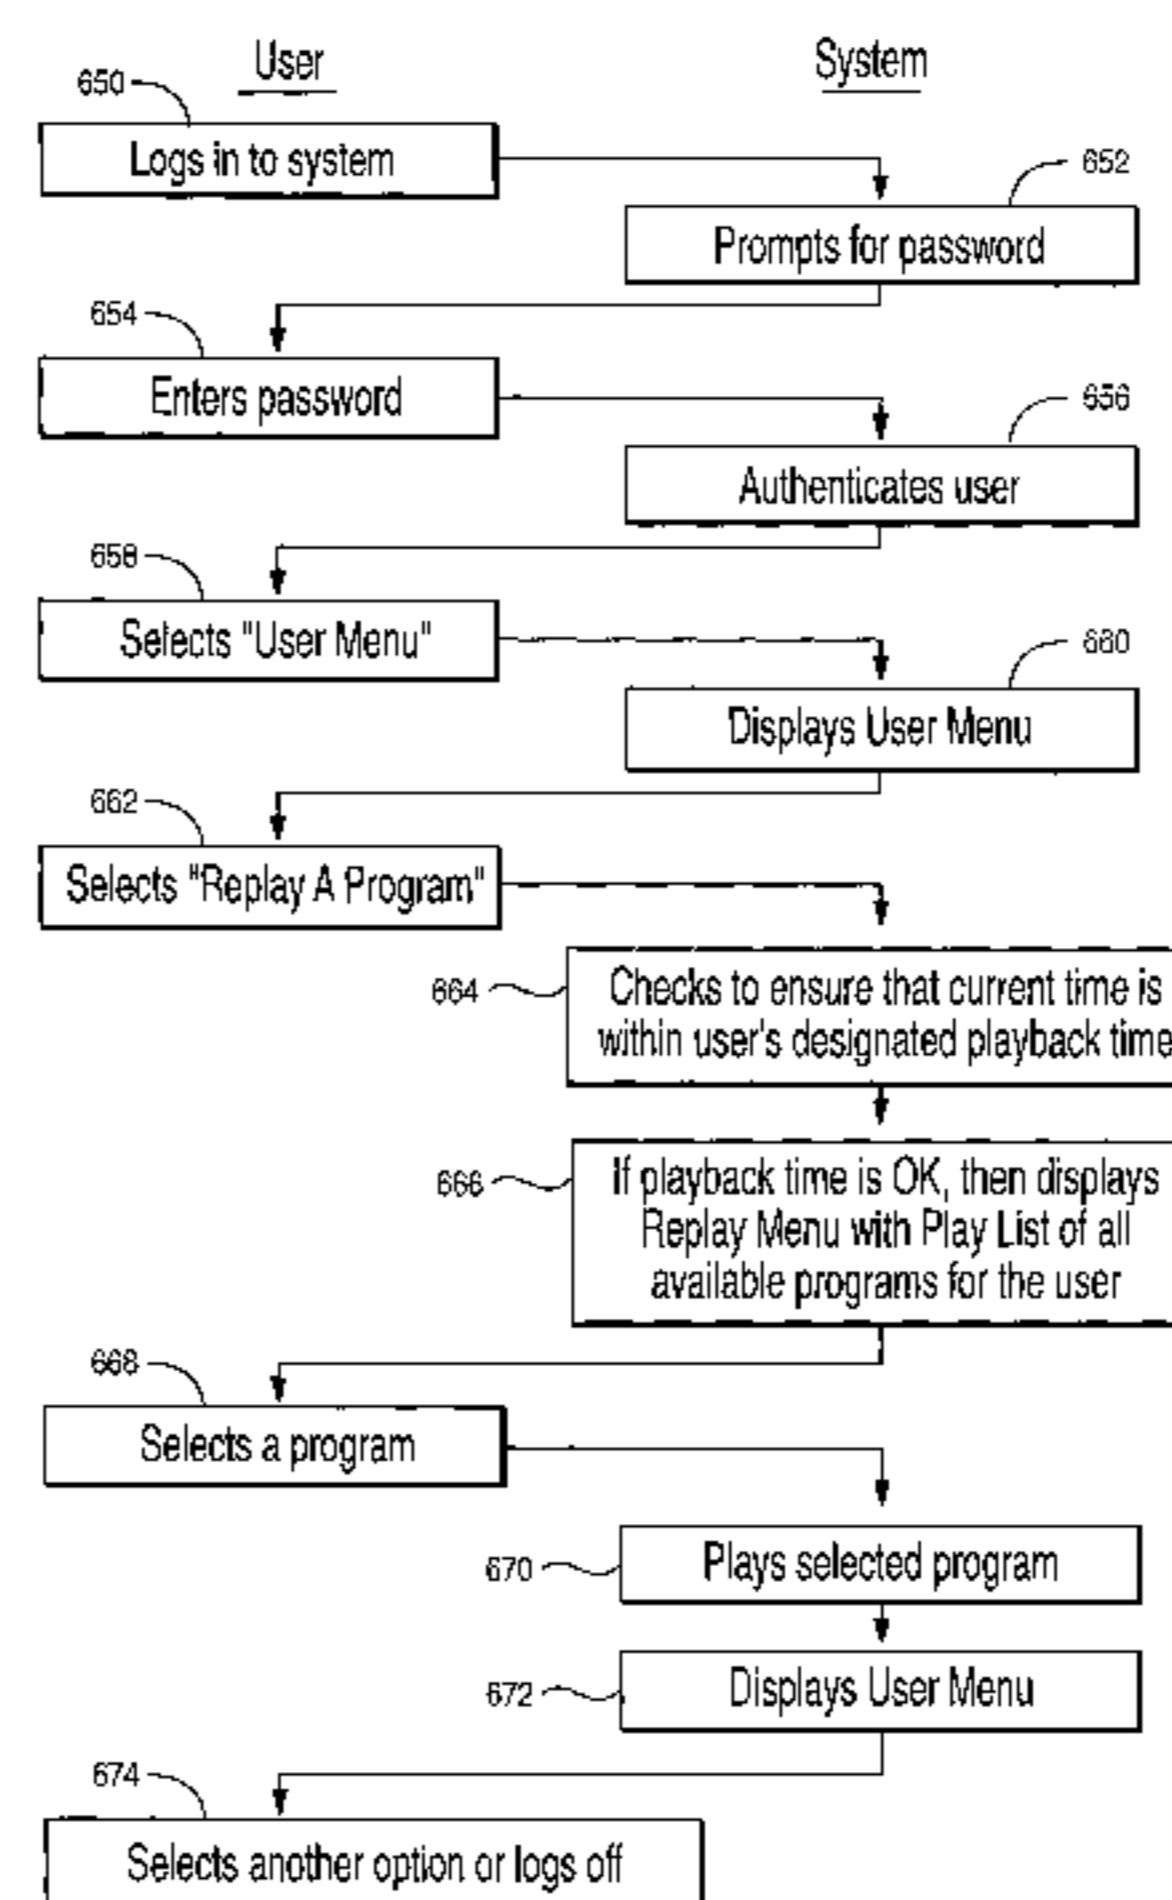 User
System
650
Logs in to system
652
Prompts for password
654
Enters password
656
Authenticates user
658
Selects "User Menu"
660
Displays User Menu
662
Selects "Replay A Program"
664
Checks to ensure that current time is
within user's designated playback time
666
If playback time is OK, then displays
Replay Menu with Play List of all
available programs for the user
668
Selects a program
670
Plays selected program
672
Displays User Menu
674
Selects another option or logs off